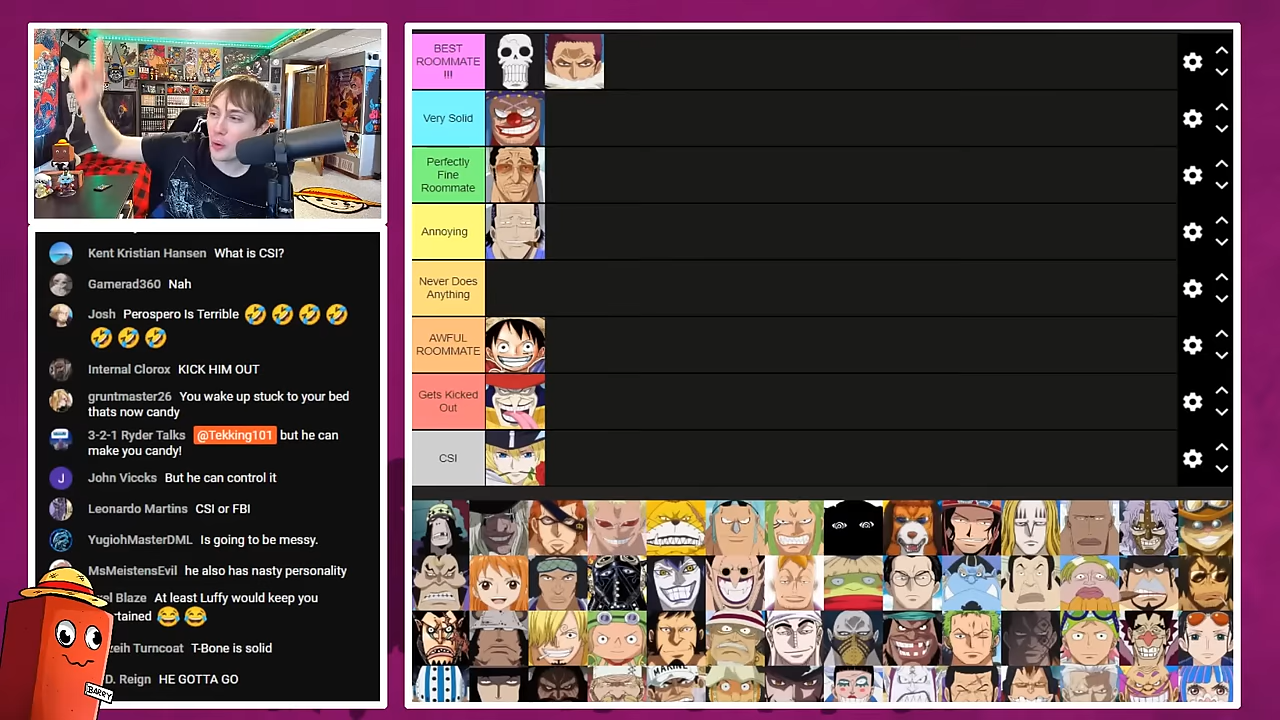 BEST
ROOMMATE
!!!
Very Solid
Perfectly
Fine
Roommate
Annoying
Never Does
Anything
AWFUL
ROOMMATE
Gets Kicked
Out
CSI
Kent Kristian Hansen What is CSI?
Gamerad360 Nah
Josh Perospero Is Terrible 🤣🤣🤣🤣
🤣🤣🤣
Internal Clorox KICK HIM OUT
gruntmaster26 You wake up stuck to your bed
thats now candy
3-2-1 Ryder Talks @Tekking101 but he can
make you candy!
John Viccks But he can control it
Leonardo Martins CSI or FBI
YugiohMasterDML Is going to be messy.
MsMeistensEvil he also has nasty personality
Blaze At least Luffy would keep you
😂😂
Turncoat T-Bone is solid
D. Reign HE GOTTA GO
BARRY